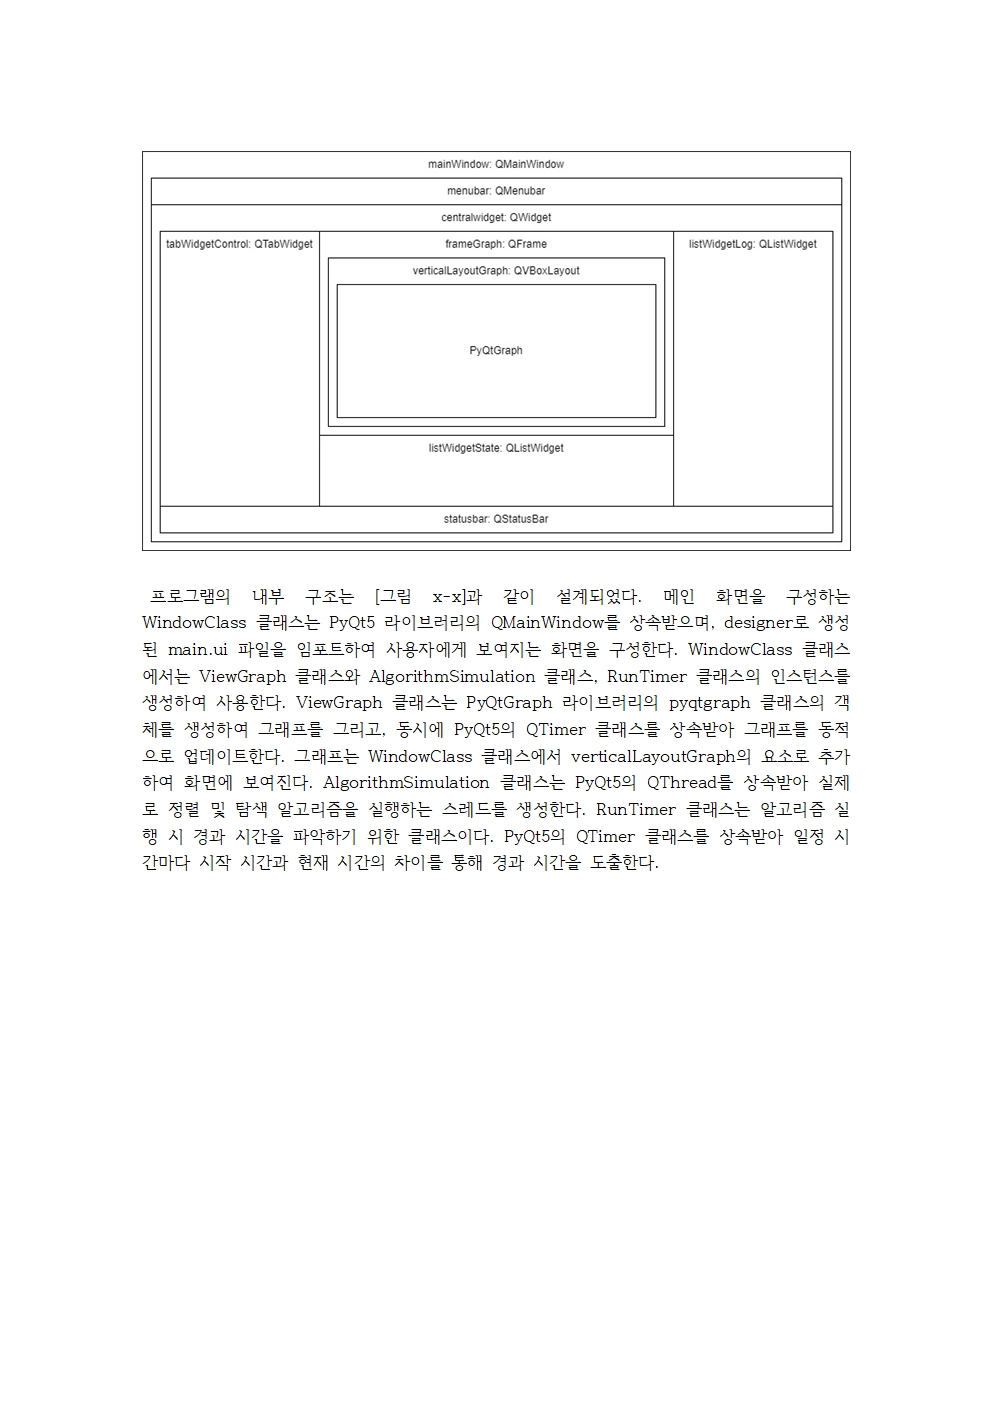 mainWindow: QMainWindow
menubar: QMenubar
centralwidget: QWidget
tabWidgetControl: QTabWidget
frameGraph: QFrame
listWidgetLog: QListWidget
verticalLayoutGraph: QVBoxLayout
PyQtGraph
listWidgetState: QListWidget
statusbar: QStatusBar
프로그램의 내부 구조는 [그림 x-x]과 같이 설계되었다. 메인 화면을 구성하는
WindowClass 클래스는 PyQt5 라이브러리의 QMainWindow를 상속받으며, designer로 생성
된 main.ui 파일을 임포트하여 사용자에게 보여지는 화면을 구성한다. WindowClass 클래스
에서는 ViewGraph 클래스와 AlgorithmSimulation 클래스, RunTimer 클래스의 인스턴스를
생성하여 사용한다. ViewGraph 클래스는 PyQtGraph 라이브러리의 pyqtgraph 클래스의 객
체를 생성하여 그래프를 그리고, 동시에 PyQt5의 QTimer 클래스를 상속받아 그래프를 동적
으로 업데이트한다. 그래프는 WindowClass 클래스에서 verticalLayoutGraph의 요소로 추가
하여 화면에 보여진다. AlgorithmSimulation 클래스는 PyQt5의 QThread를 상속받아 실제
로 정렬 및 탐색 알고리즘을 실행하는 스레드를 생성한다. RunTimer 클래스는 알고리즘 실
행 시 경과 시간을 파악하기 위한 클래스이다. PyQt5의 QTimer 클래스를 상속받아 일정 시
간마다 시작 시간과 현재 시간의 차이를 통해 경과 시간을 도출한다.